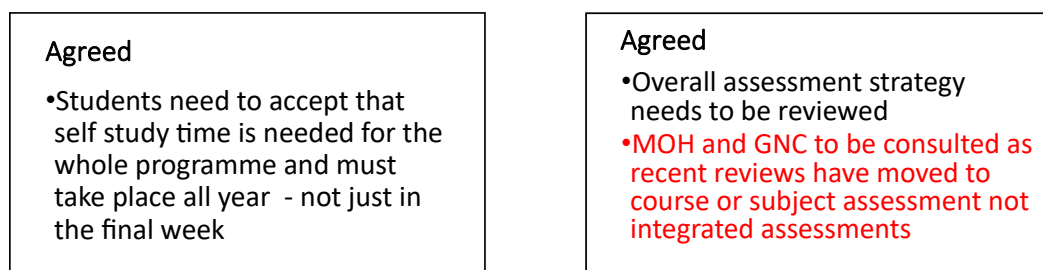 Agreed
•Students need to accept that
self study time is needed for the
whole programme and must
take place all year  - not just in
the final week
Agreed
•Overall assessment strategy
needs to be reviewed
•MOH and GNC to be consulted as
recent reviews have moved to
course or subject assessment not
integrated assessments